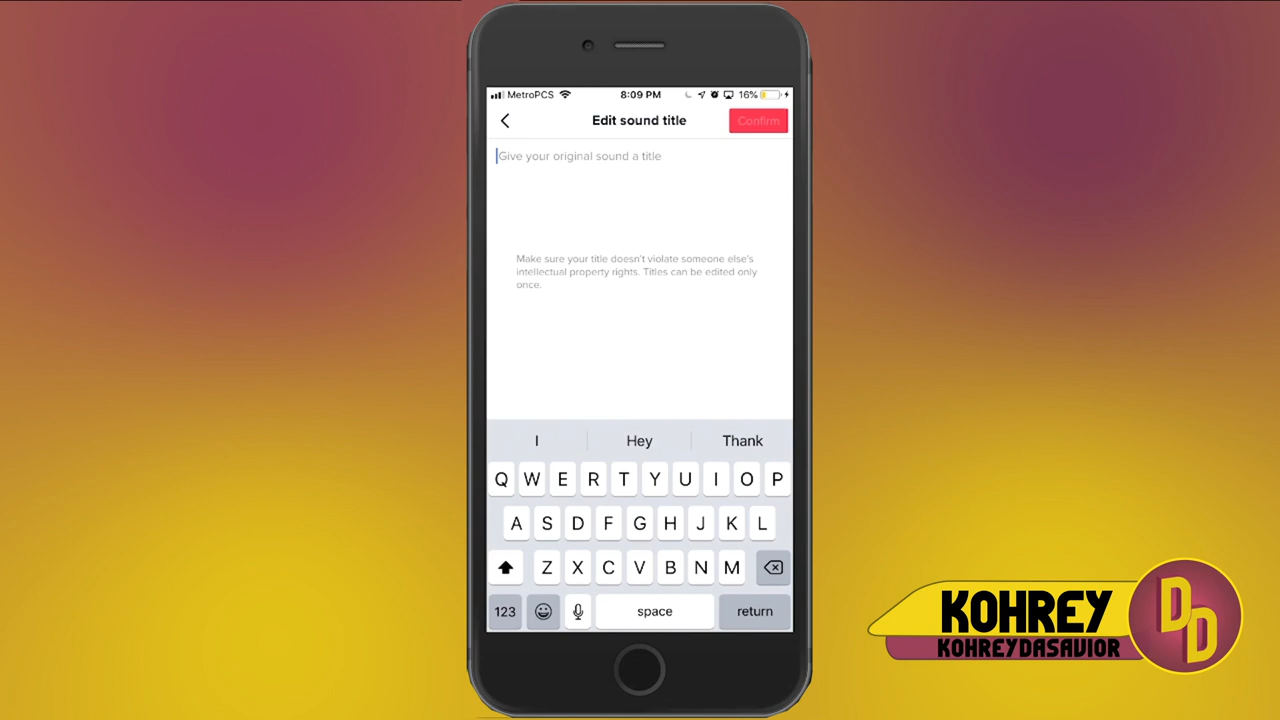 MetroPCS 8:09 PM 16%
Edit sound title Confirm
Give your original sound a title
Make sure your title doesn't violate someone else's
intellectual property rights. Titles can be edited only
once.
I Hey Thank
Q W E R T Y U I O P
A S D F G H J K L
Z X C V B N M
123 space return
KOHREY
KOHREYDASAVIOR
DD